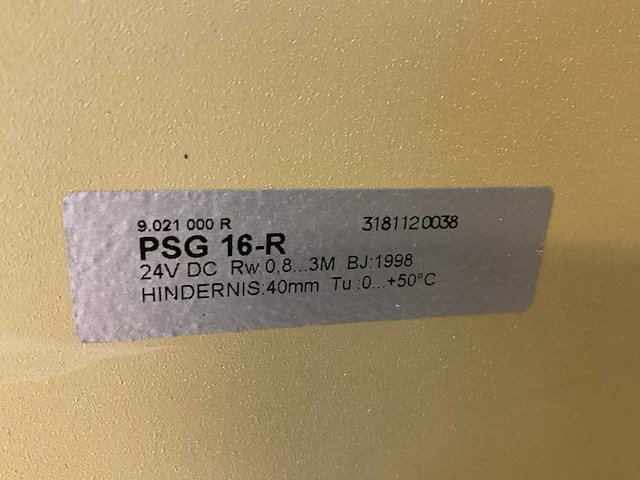 9.021 000 R 3181120038
PSG 16-R
24V DC Rw 0,8...3M BJ:1998
HINDERNIS:40mm Tu :0...+50°C